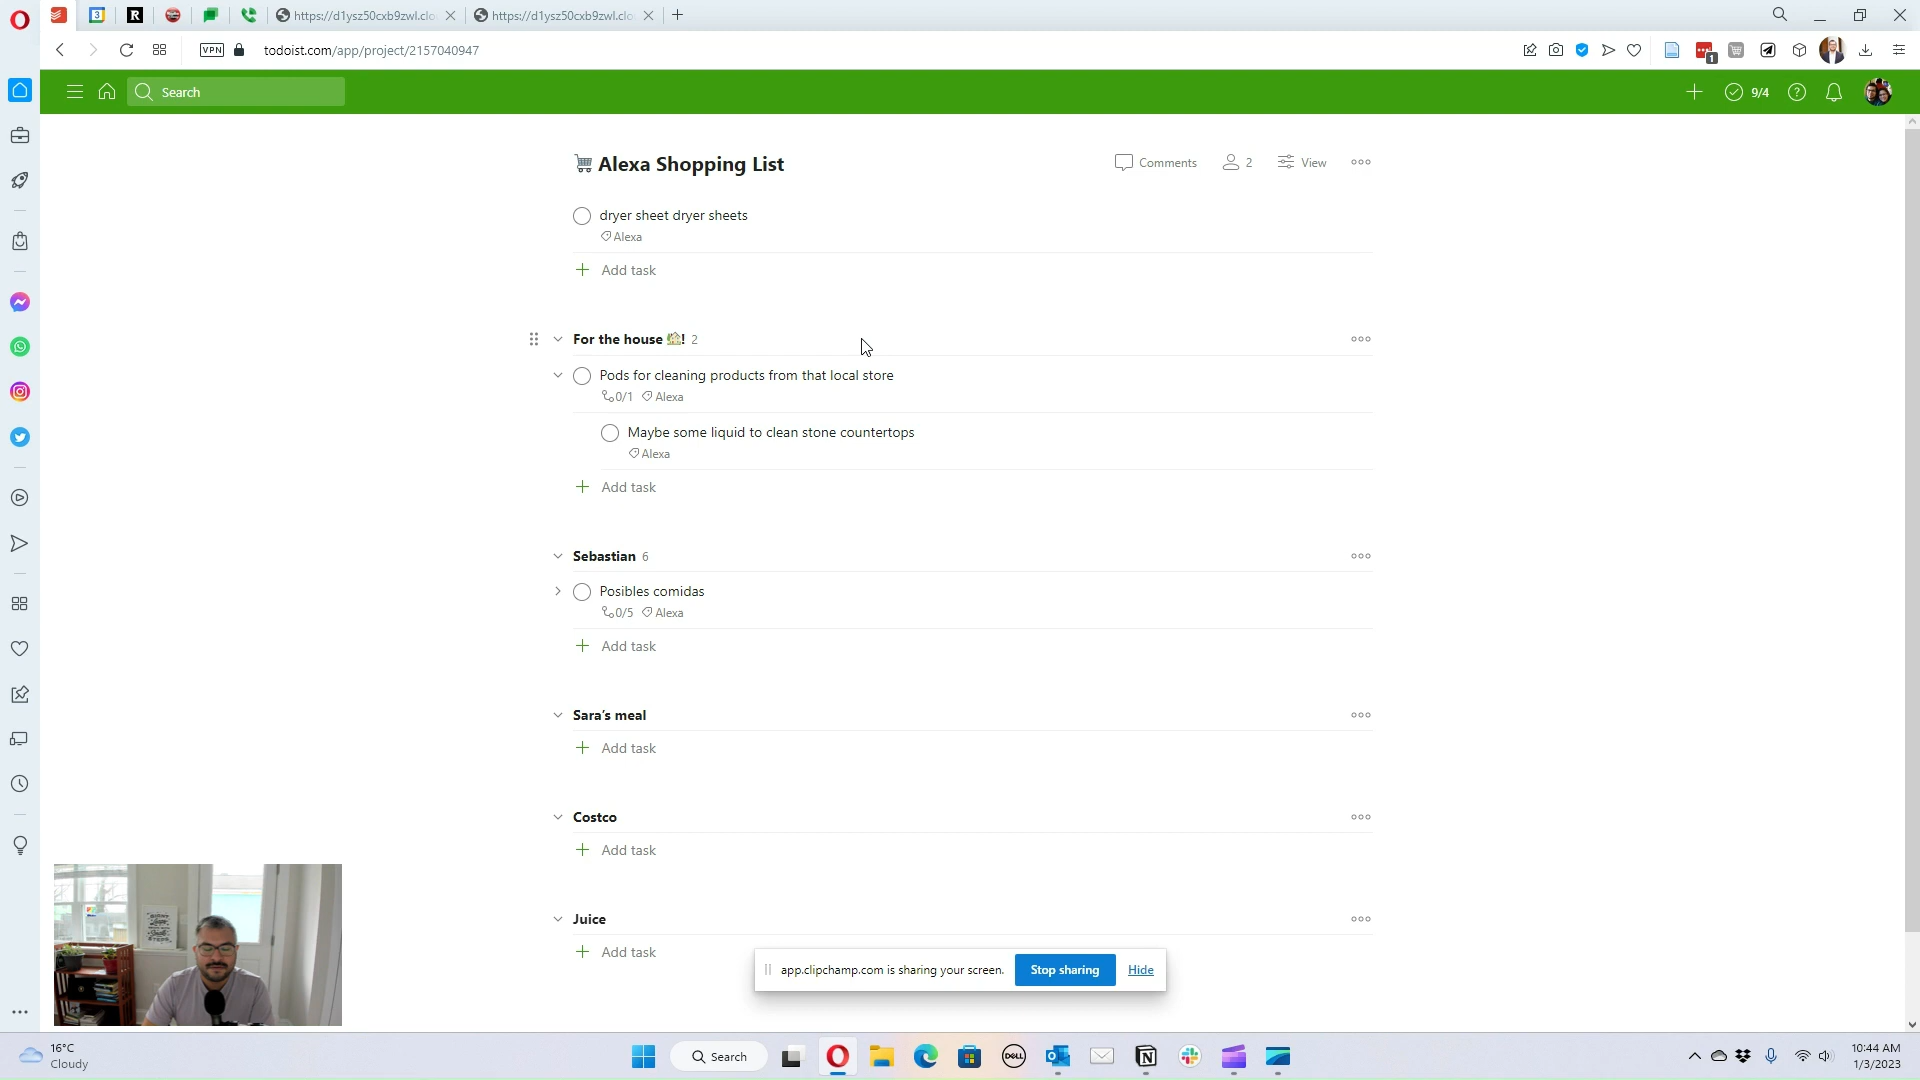 https://d1ysz50cxb9zwl.clo
https://d1ysz50cxb9zwl.clo
VPN
todoist.com/app/project/2157040947
1
Search
9/4
Alexa Shopping List
Comments
2
View
dryer sheet dryer sheets
Alexa
Add task
For the house ! 2
Pods for cleaning products from that local store
0/1 Alexa
Maybe some liquid to clean stone countertops
Alexa
Add task
Sebastian 6
Posibles comidas
0/5 Alexa
Add task
Sara's meal
Add task
Costco
Add task
Juice
Add task
app.clipchamp.com is sharing your screen.
Stop sharing
Hide
16°C
Cloudy
Search
DELL
10:44 AM
1/3/2023